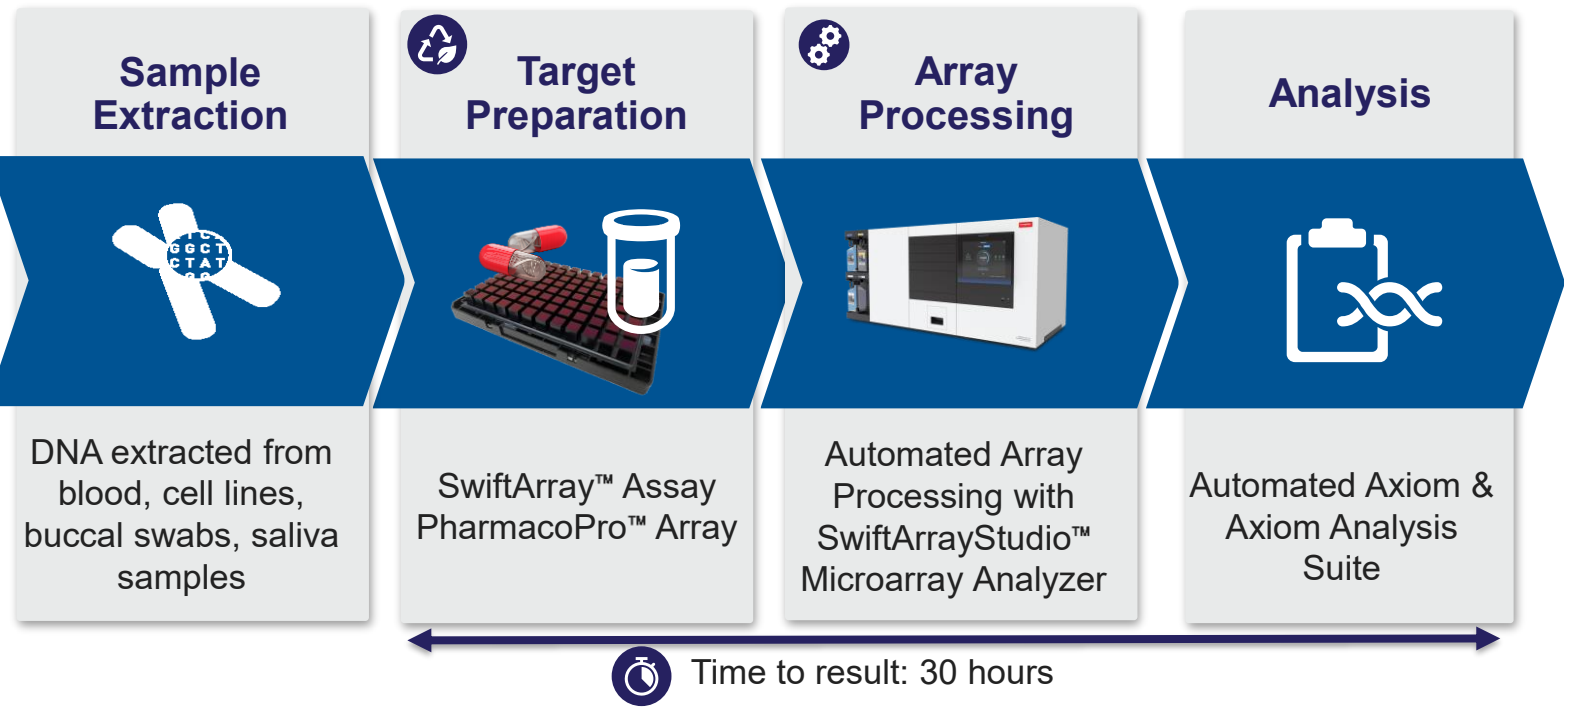 Sample
Extraction
Target
Preparation
Array
Processing
Analysis
GGCT
CTAT
DNA extracted from
blood, cell lines,
buccal swabs, saliva
samples
SwiftArray™ Assay
PharmacoPro™ Array
Automated Array
Processing with
SwiftArrayStudio™
Microarray Analyzer
Automated Axiom &
Axiom Analysis
Suite
Time to result: 30 hours